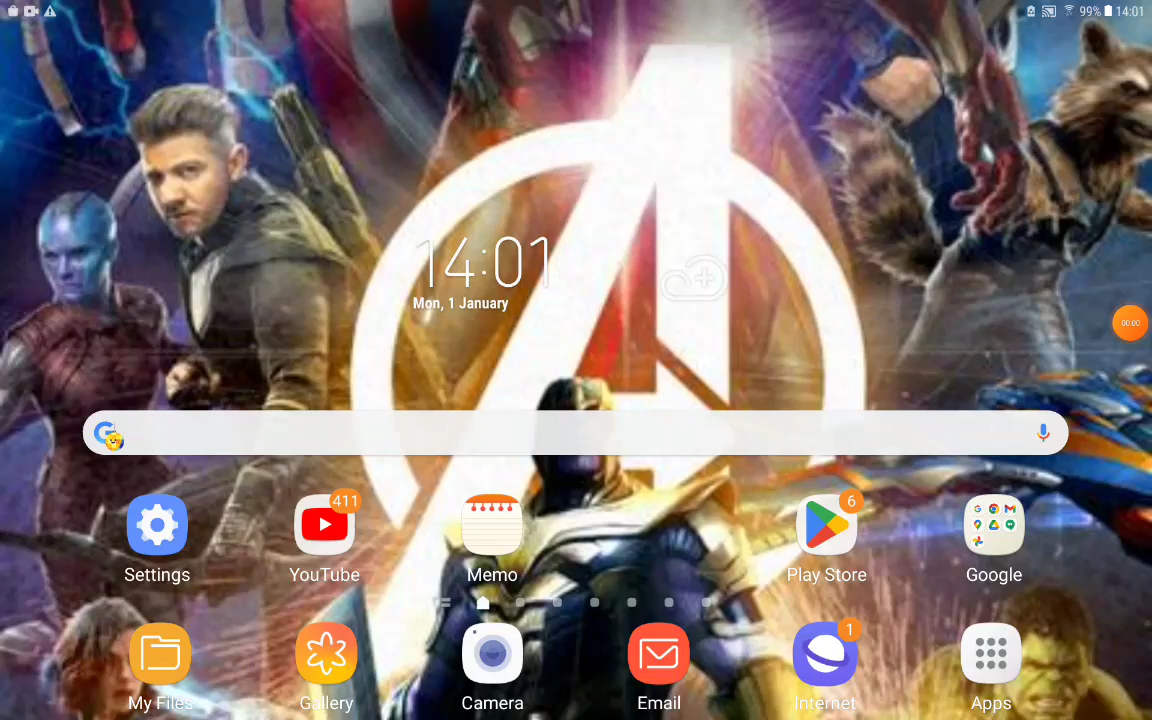 99% 14:01
14:01
Mon, 1 January
00:00
411
6
Settings
YouTube
Memo
Play Store
Google
1
My Files
Gallery
Camera
Email
Internet
Apps